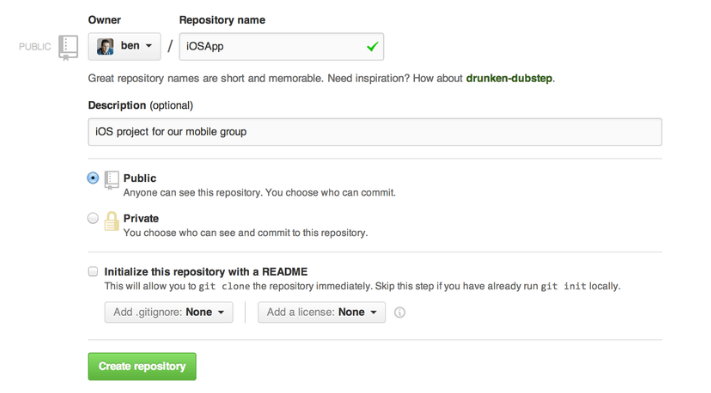 Owner Repository name
PUBLIC ben / iOSApp
Great repository names are short and memorable. Need inspiration? How about drunken-dubstep.
Description (optional)
iOS project for our mobile group
Public
Anyone can see this repository. You choose who can commit.
Private
You choose who can see and commit to this repository.
Initialize this repository with a README
This will allow you to git clone the repository immediately. Skip this step if you have already run git init locally.
Add .gitignore: None Add a license: None
Create repository